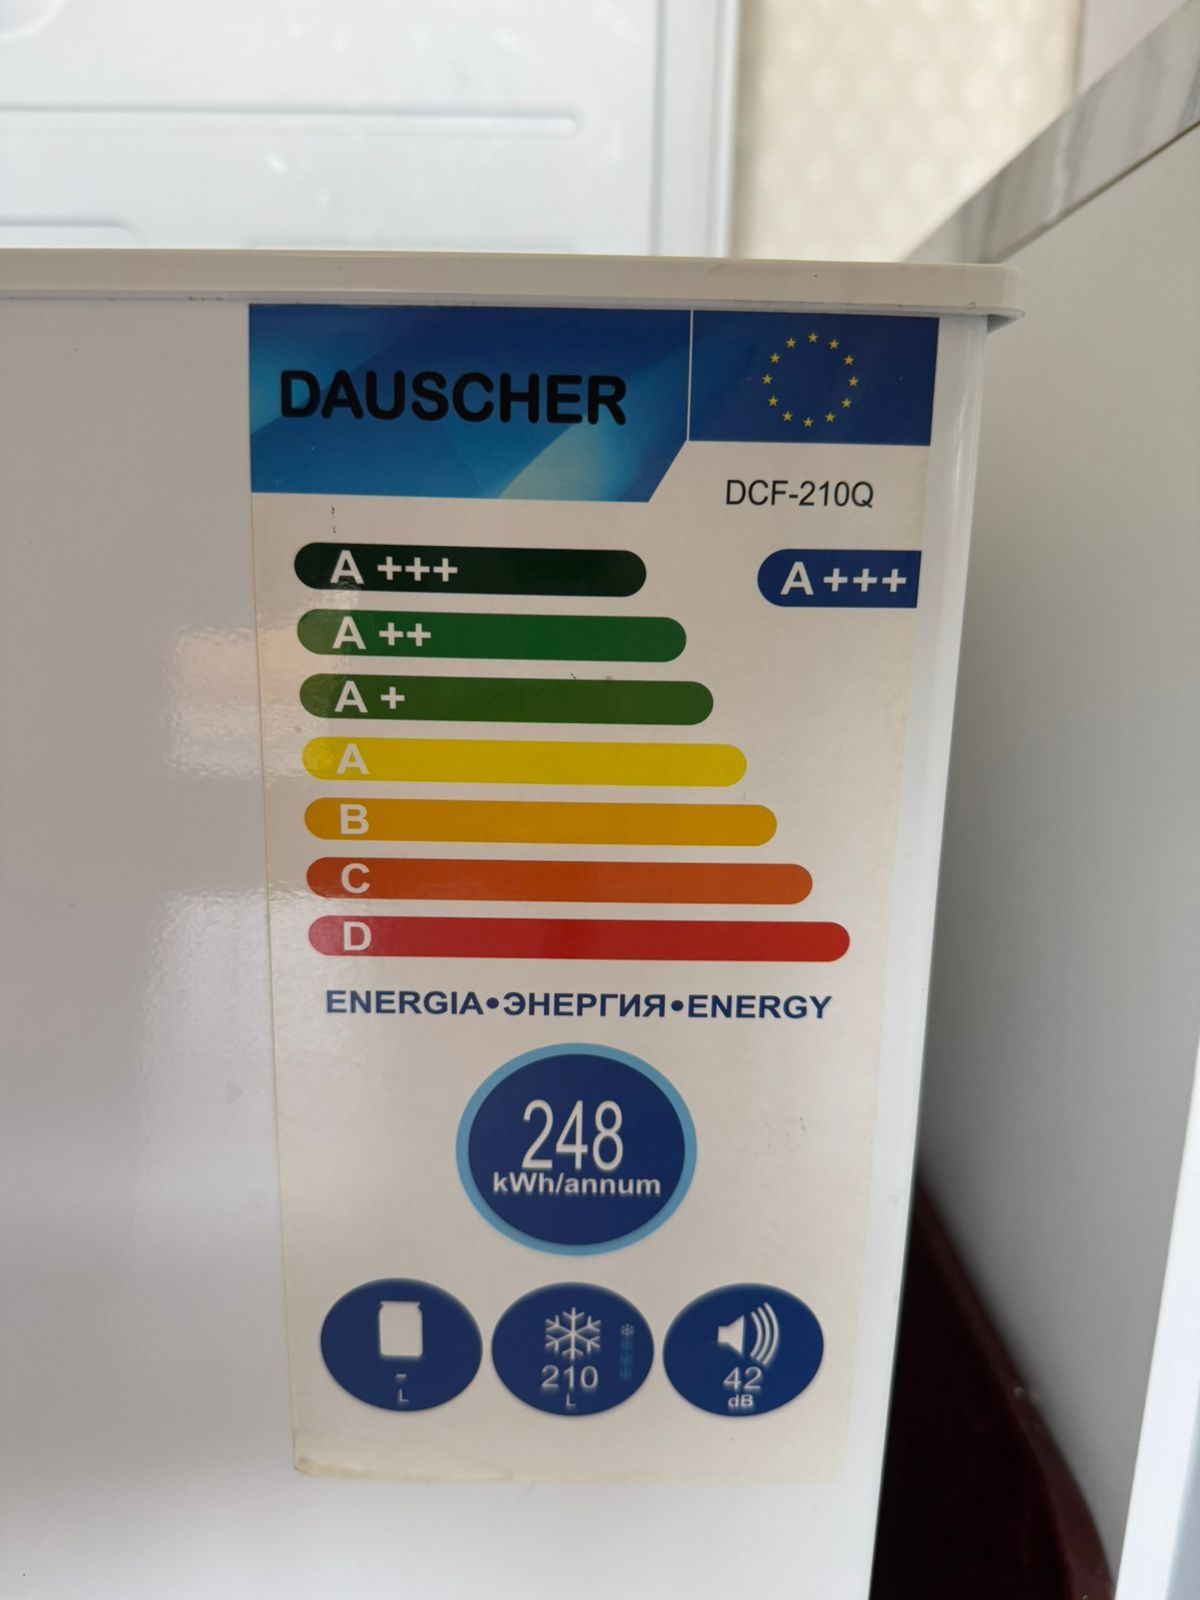 DAUSCHER
DCF-210Q
A +++
A +++
A ++
A +
A
B
C
D
ENERGIA•ЭНЕРГИЯ•ENERGY
248
kWh/annum
-
L
210
L
42
dB